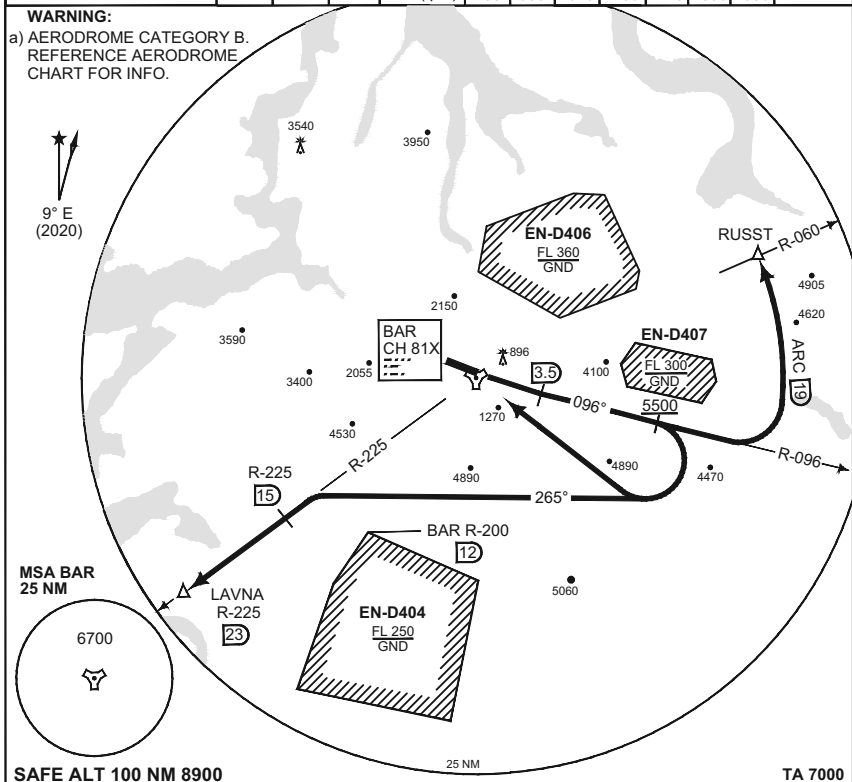 WARNING:
a) AERODROME CATEGORY B.
REFERENCE AERODROME
CHART FOR INFO.
3540
3950
9° E
(2020)
EN-D406
FL 360
GND
RUSST
R-060
4905
4620
2150
3590
BAR
CH 81X
896
EN-D407
FL 300
GND
4100
3400
2055
3.5
ARC 19
096°
5500
1270
4530
R-225
R-096
4890
4890
4470
R-225
15
265°
BAR R-200
12
MSA BAR
25 NM
LAVNA
R-225
23
5060
EN-D404
FL 250
GND
6700
25 NM
SAFE ALT 100 NM 8900
TA 7000